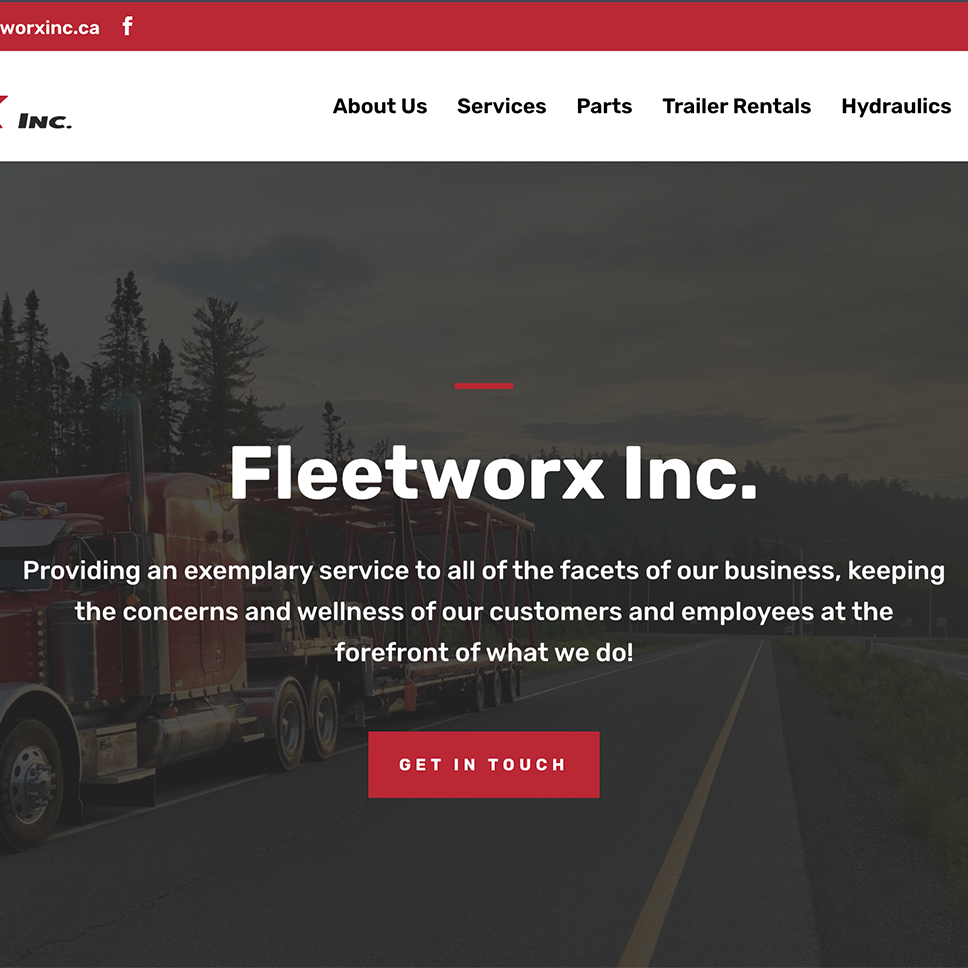 worxinc.ca f
Inc.
About Us Services Parts Trailer Rentals Hydraulics
Fleetworx Inc.
Providing an exemplary service to all of the facets of our business, keeping
the concerns and wellness of our customers and employees at the
forefront of what we do!
GET IN TOUCH